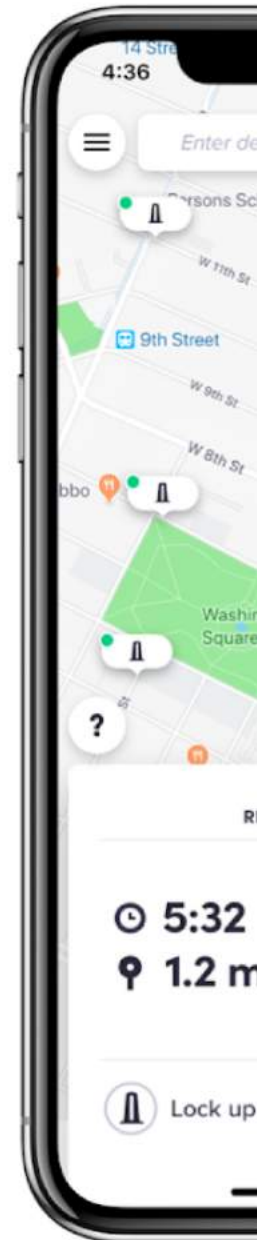 14 Stre
4:36
Enter de
Parsons Sc
W 11th St
9th Street
W 9th St
W 8th St
bbo
Washin
Square
St
?
RI
5:32
1.2 m
Lock up